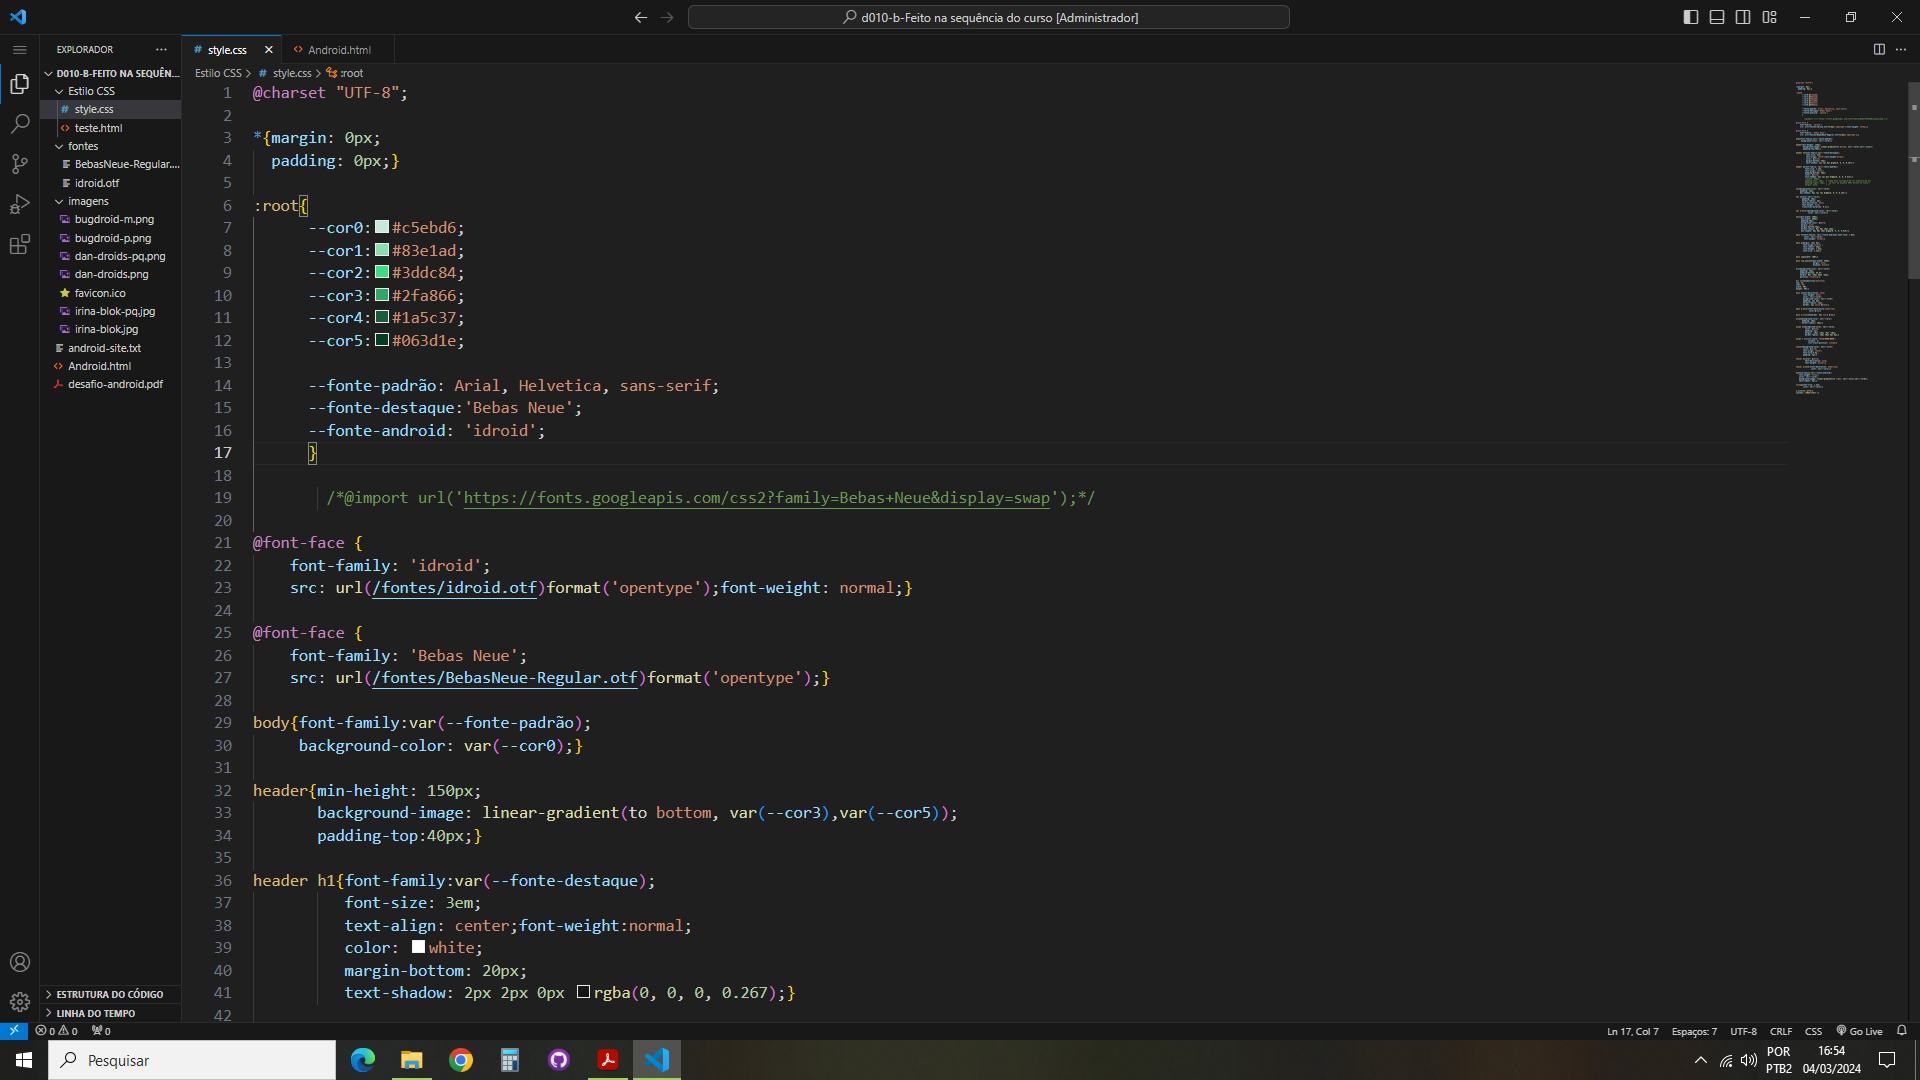 d010-b-Feito na sequência do curso [Administrador]
EXPLORADOR
D010-B-FEITO NA SEQUÊN...
Estilo CSS
style.css
teste.html
fontes
BebasNeue-Regular....
idroid.otf
imagens
bugdroid-m.png
bugdroid-p.png
dan-droids-pq.png
dan-droids.png
favicon.ico
irina-blok-pq.jpg
irina-blok.jpg
android-site.txt
Android.html
desafio-android.pdf
ESTRUTURA DO CÓDIGO
LINHA DO TEMPO
# style.css
<> Android.html
Estilo CSS > # style.css > :root
1 @charset "UTF-8";
2
3 *{margin: 0px;
4 padding: 0px;}
5
6 :root{
7 --cor0: #c5ebd6;
8 --cor1: #83e1ad;
9 --cor2: #3ddc84;
10 --cor3: #2fa866;
11 --cor4: #1a5c37;
12 --cor5: #063d1e;
13
14 --fonte-padrão: Arial, Helvetica, sans-serif;
15 --fonte-destaque:'Bebas Neue';
16 --fonte-android: 'idroid';
17 }
18
19 /*@import url('https://fonts.googleapis.com/css2?family=Bebas+Neue&display=swap');*/
20
21 @font-face {
22 font-family: 'idroid';
23 src: url(/fontes/idroid.otf)format('opentype');font-weight: normal;}
24
25 @font-face {
26 font-family: 'Bebas Neue';
27 src: url(/fontes/BebasNeue-Regular.otf)format('opentype');}
28
29 body{font-family:var(--fonte-padrão);
30 background-color: var(--cor0);}
31
32 header{min-height: 150px;
33 background-image: linear-gradient(to bottom, var(--cor3),var(--cor5));
34 padding-top:40px;}
35
36 header h1{font-family:var(--fonte-destaque);
37 font-size: 3em;
38 text-align: center;font-weight:normal;
39 color: white;
40 margin-bottom: 20px;
41 text-shadow: 2px 2px 0px rgba(0, 0, 0, 0.267);}
42
0 0 0
Ln 17, Col 7 Espaços: 7 UTF-8 CRLF CSS Go Live
Pesquisar
POR
PTB2
16:54
04/03/2024